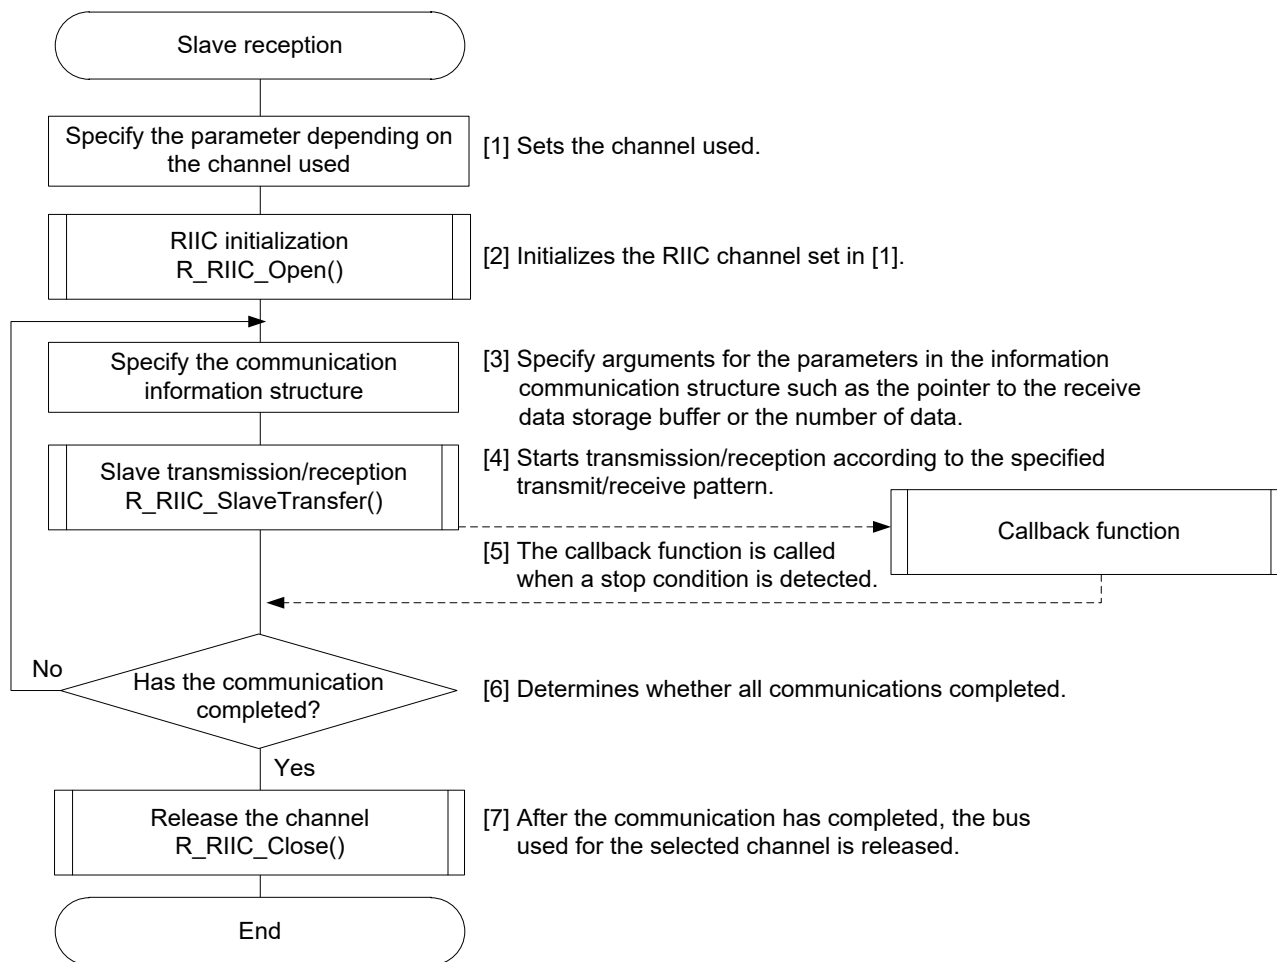 Slave reception
Specify the parameter depending on
the channel used
[1] Sets the channel used.
RIIC initialization
R_RIIC_Open()
[2] Initializes the RIIC channel set in [1].
Specify the communication
information structure
[3] Specify arguments for the parameters in the information
communication structure such as the pointer to the receive
data storage buffer or the number of data.
Slave transmission/reception
R_RIIC_SlaveTransfer()
[4] Starts transmission/reception according to the specified
transmit/receive pattern.
Callback function
[5] The callback function is called
when a stop condition is detected.
No
Has the communication
completed?
[6] Determines whether all communications completed.
Yes
Release the channel
R_RIIC_Close()
[7] After the communication has completed, the bus
used for the selected channel is released.
End